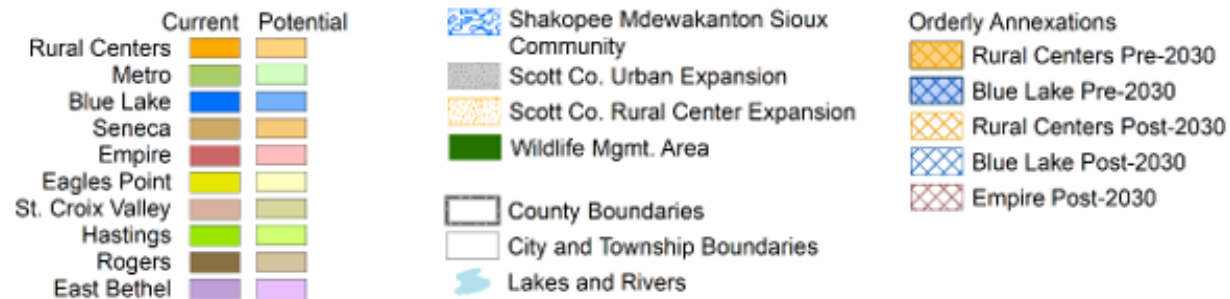 Current Potential
Rural Centers
Metro
Blue Lake
Seneca
Empire
Eagles Point
St. Croix Valley
Hastings
Rogers
East Bethel
Shakopee Mdewakanton Sioux
Community
Scott Co. Urban Expansion
Scott Co. Rural Center Expansion
Wildlife Mgmt. Area
County Boundaries
City and Township Boundaries
Lakes and Rivers
Orderly Annexations
Rural Centers Pre-2030
Blue Lake Pre-2030
Rural Centers Post-2030
Blue Lake Post-2030
Empire Post-2030